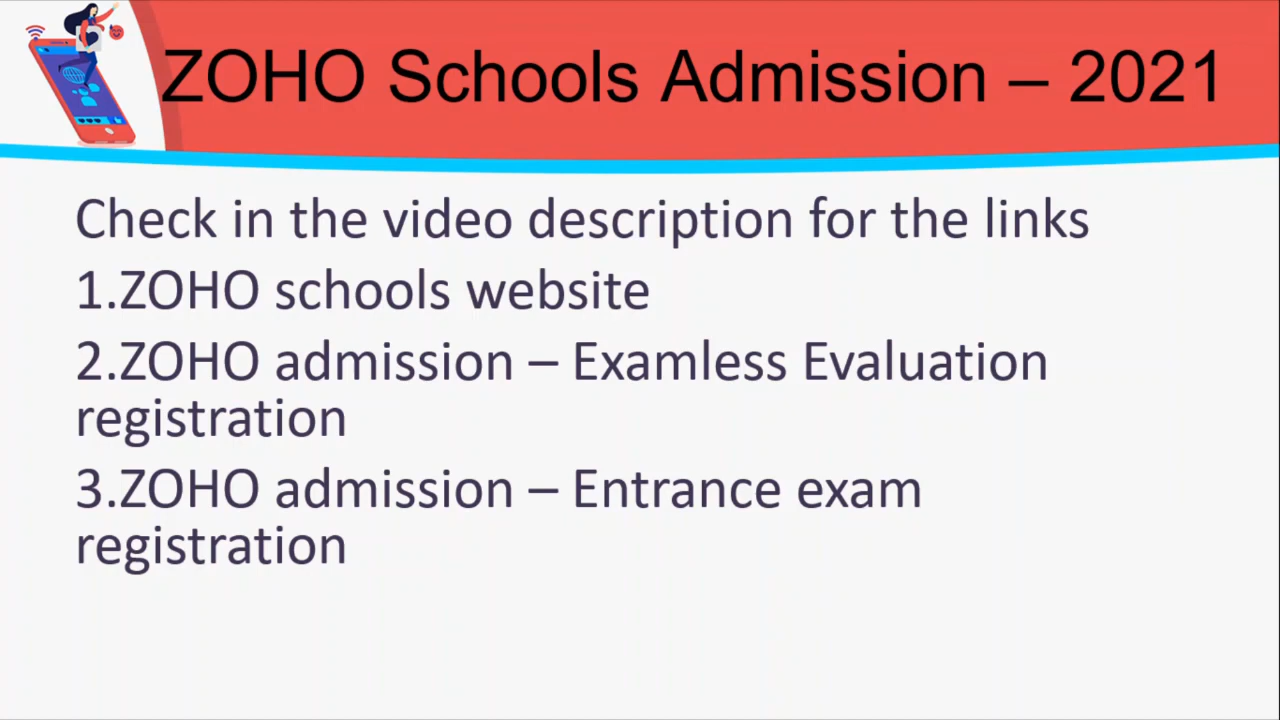 ZOHO Schools Admission – 2021
Check in the video description for the links
1.ZOHO schools website
2.ZOHO admission – Examless Evaluation
registration
3.ZOHO admission – Entrance exam
registration